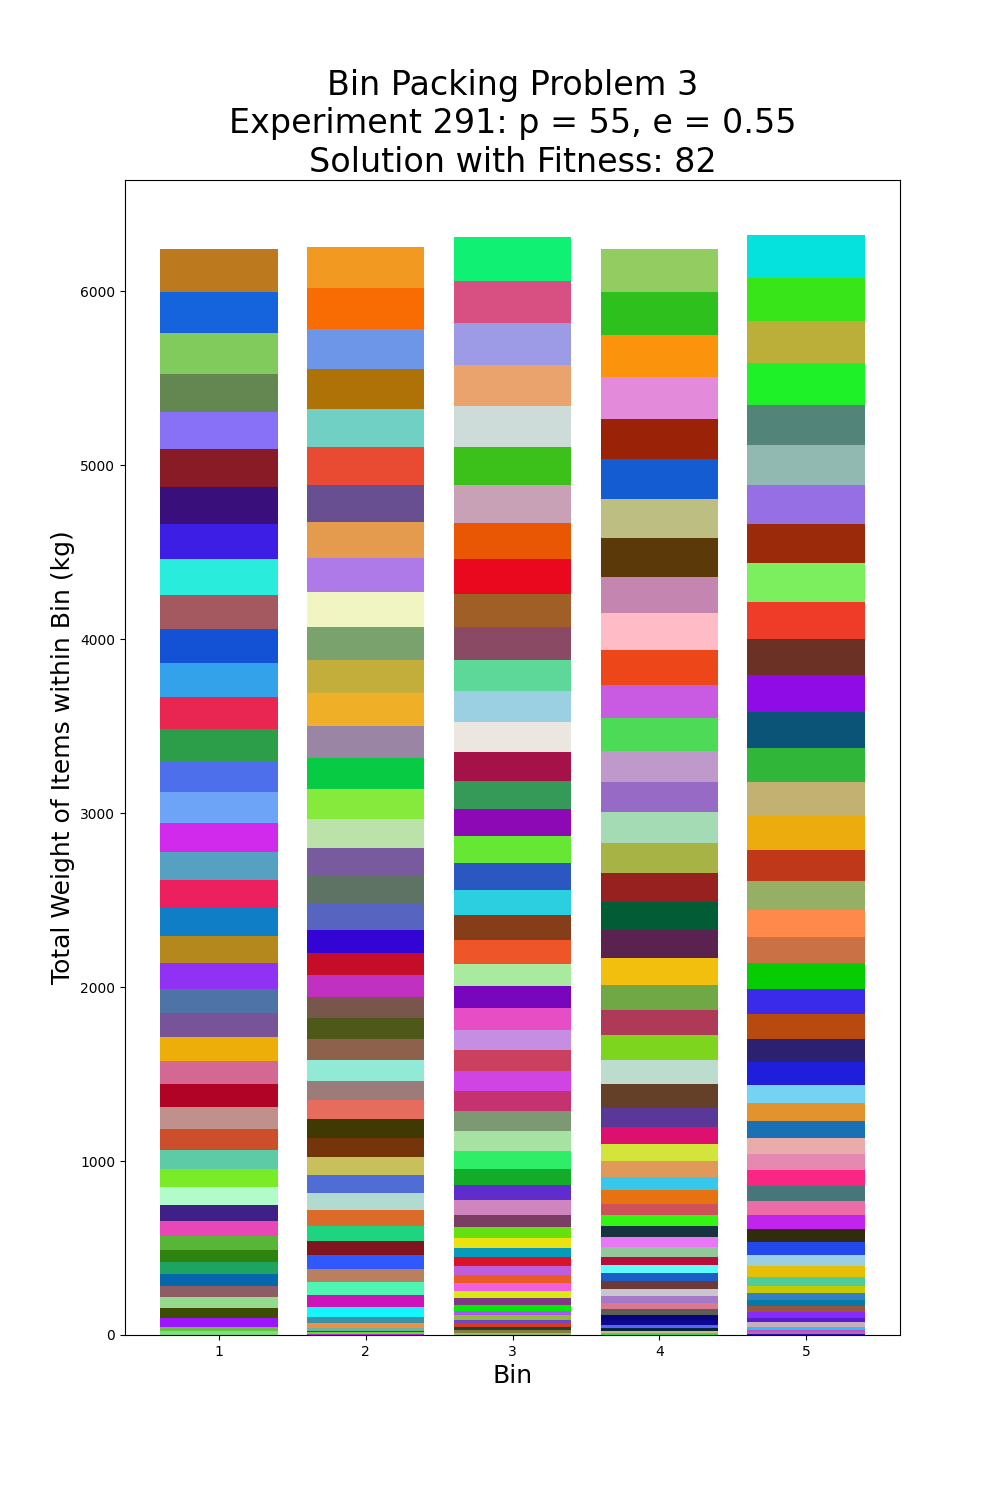 Bin Packing Problem 3
Experiment 291: p = 55, e = 0.55
Solution with Fitness: 82
Total Weight of Items within Bin (kg)
6000
5000
4000
3000
2000
1000
0
1 2 3 4 5
Bin